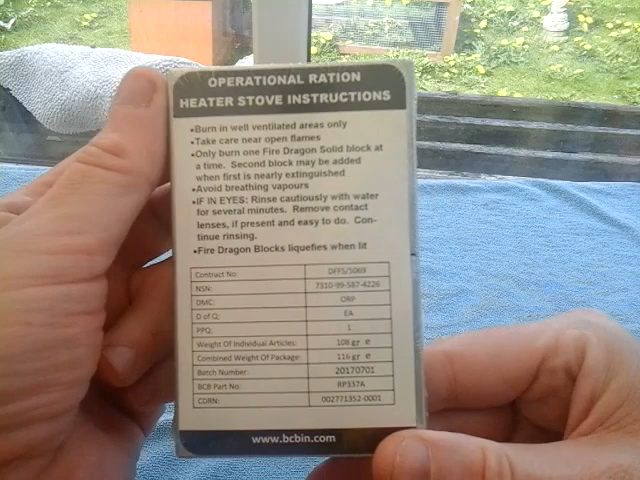 OPERATIONAL RATION
HEATER STOVE INSTRUCTIONS
•Burn in well ventilated areas only
•Take care near open flames
•Only burn one Fire Dragon Solid block at
a time. Second block may be added
when first is nearly extinguished
•Avoid breathing vapours
•IF IN EYES: Rinse cautiously with water
for several minutes. Remove contact
lenses, if present and easy to do. Con-
tinue rinsing.
•Fire Dragon Blocks liquefies when lit
Contract No: DFFS/5069
NSN: 7310-99-587-4226
DMC: ORP
D of Q: EA
PPQ: 1
Weight Of Individual Articles: 108 gr e
Combined Weight Of Package: 116 gr e
Batch Number: 20170701
BCB Part No: RP337A
CDRN: 002771352-0001
www.bcbin.com